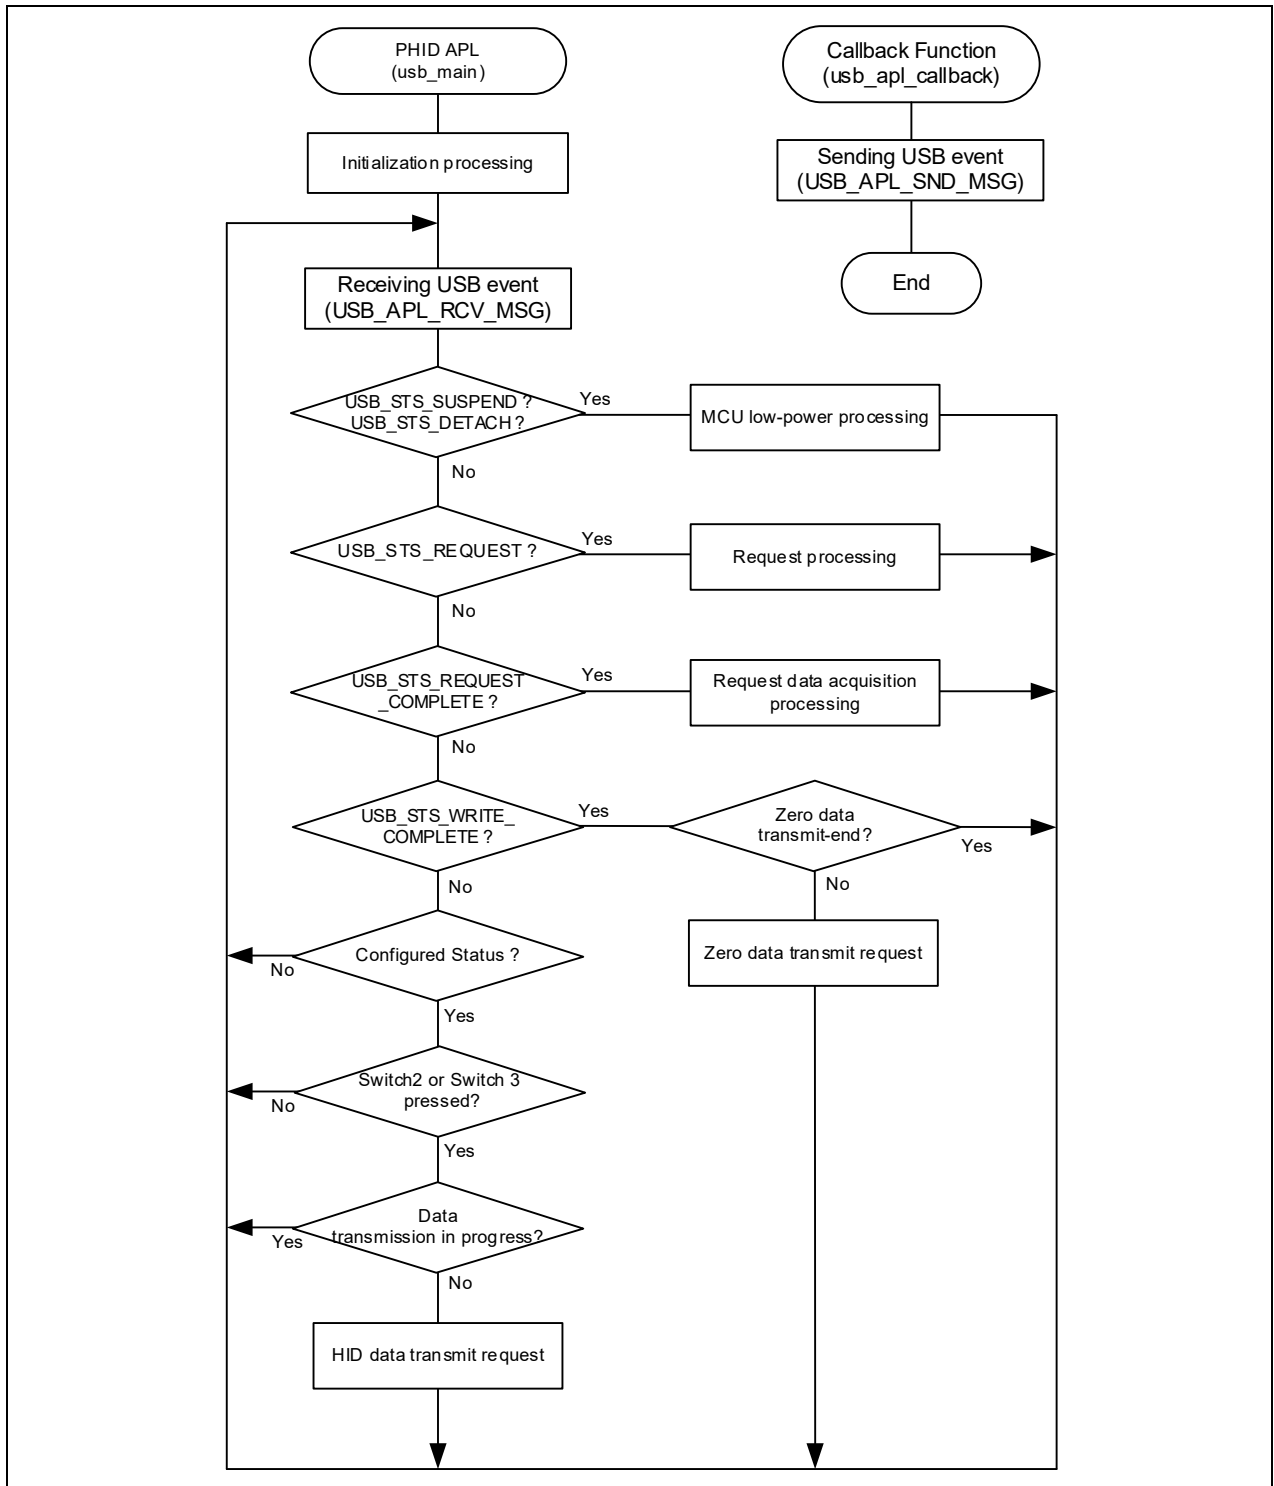 PHID APL
(usb_main)
Callback Function
(usb_apl_callback)
Initialization processing
Sending USB event
(USB_APL_SND_MSG)
Receiving USB event
(USB_APL_RCV_MSG)
End
USB_STS_SUSPEND ?
USB_STS_DETACH ?
Yes
MCU low-power processing
No
USB_STS_REQUEST ?
Yes
Request processing
No
USB_STS_REQUEST
_COMPLETE ?
Yes
Request data acquisition
processing
No
USB_STS_WRITE_
COMPLETE ?
Yes
Zero data
transmit-end?
Yes
No
No
Zero data transmit request
Configured Status ?
No
Yes
Switch2 or Switch 3
pressed?
No
Yes
Data
transmission in progress?
Yes
No
HID data transmit request